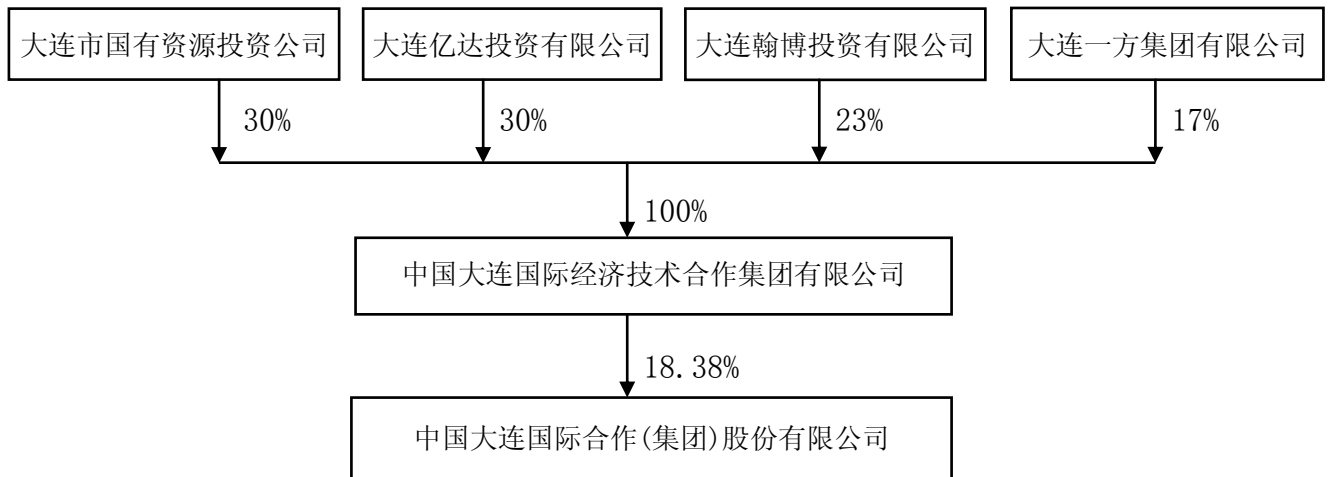 大连市国有资源投资公司
大连亿达投资有限公司
大连翰博投资有限公司
大连一方集团有限公司
30%
30%
23%
17%
100%
中国大连国际经济技术合作集团有限公司
18.38%
中国大连国际合作(集团)股份有限公司